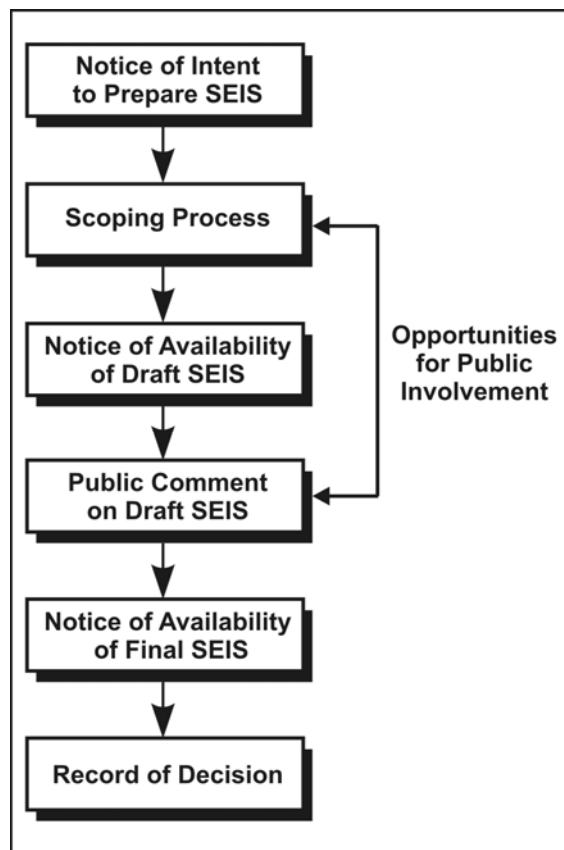 Notice of Intent
to Prepare SEIS
Scoping Process
Notice of Availability
of Draft SEIS
Opportunities
for Public
Involvement
Public Comment
on Draft SEIS
Notice of Availability
of Final SEIS
Record of Decision